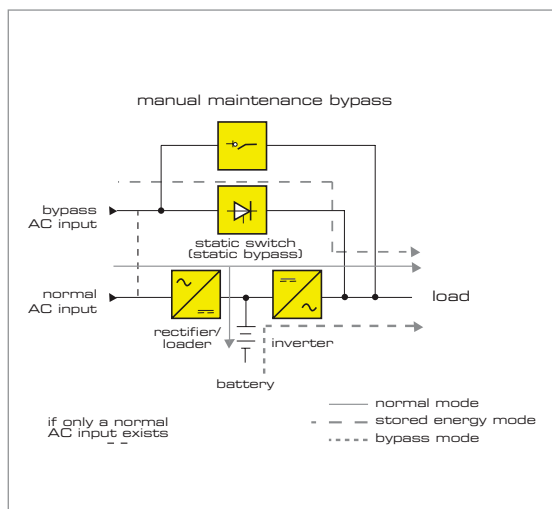 manual maintenance bypass
bypass
AC input
static switch
(static bypass)
normal
AC input
load
rectifier/
loader
inverter
battery
if only a normal
AC input exists
normal mode
stored energy mode
bypass mode